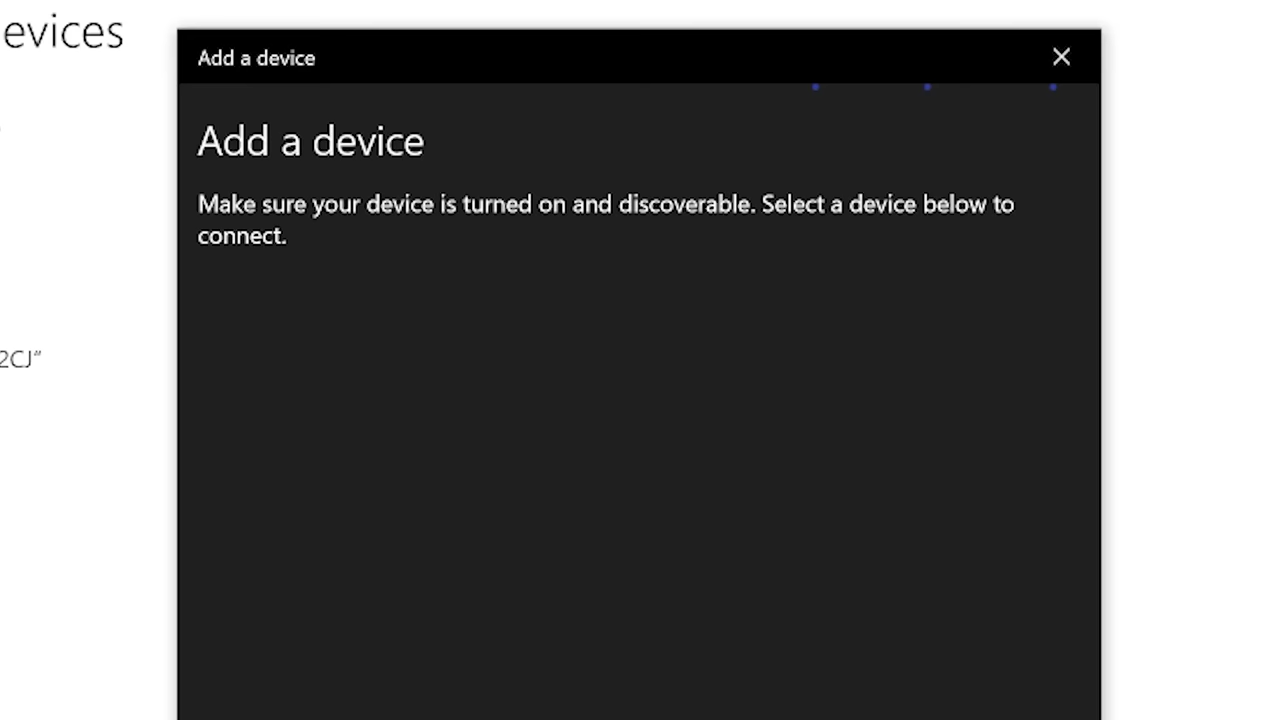 evices
Add a device
Add a device
Make sure your device is turned on and discoverable. Select a device below to
connect.
2CJ”